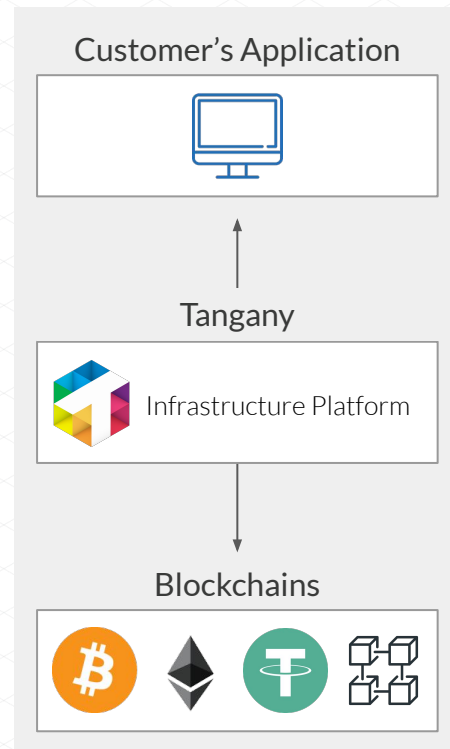 Customer’s Application
Tangany
Infrastructure Platform
Blockchains